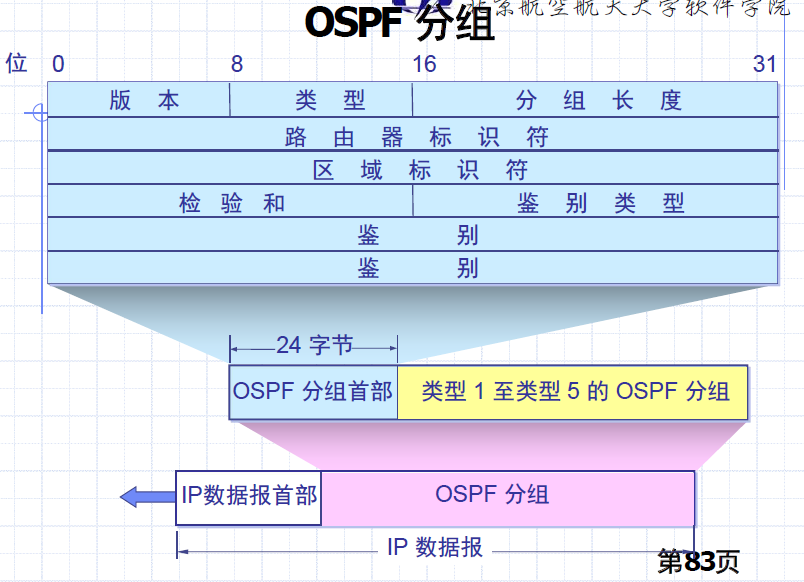 北京航空航天大学软件学院
OSPF 分组
位 0 8 16 31
版 本 类 型 分 组 长 度
路 由 器 标 识 符
区 域 标 识 符
检 验 和 鉴 别 类 型
鉴 别
鉴 别
24 字节
OSPF 分组首部 类型 1 至类型 5 的 OSPF 分组
IP数据报首部 OSPF 分组
IP 数据报
第83页